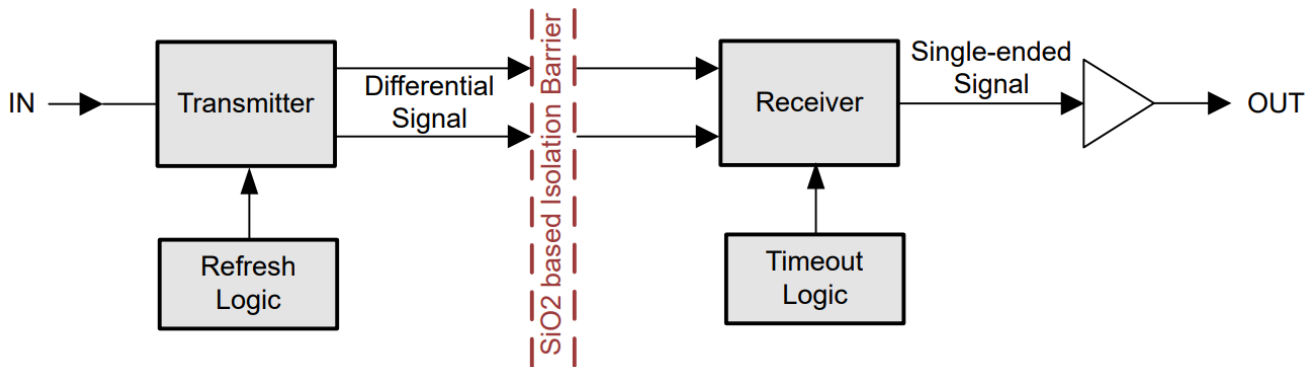 IN
Transmitter
Differential
Signal
SiO2 based Isolation Barrier
Receiver
Single-ended
Signal
OUT
Refresh
Logic
Timeout
Logic